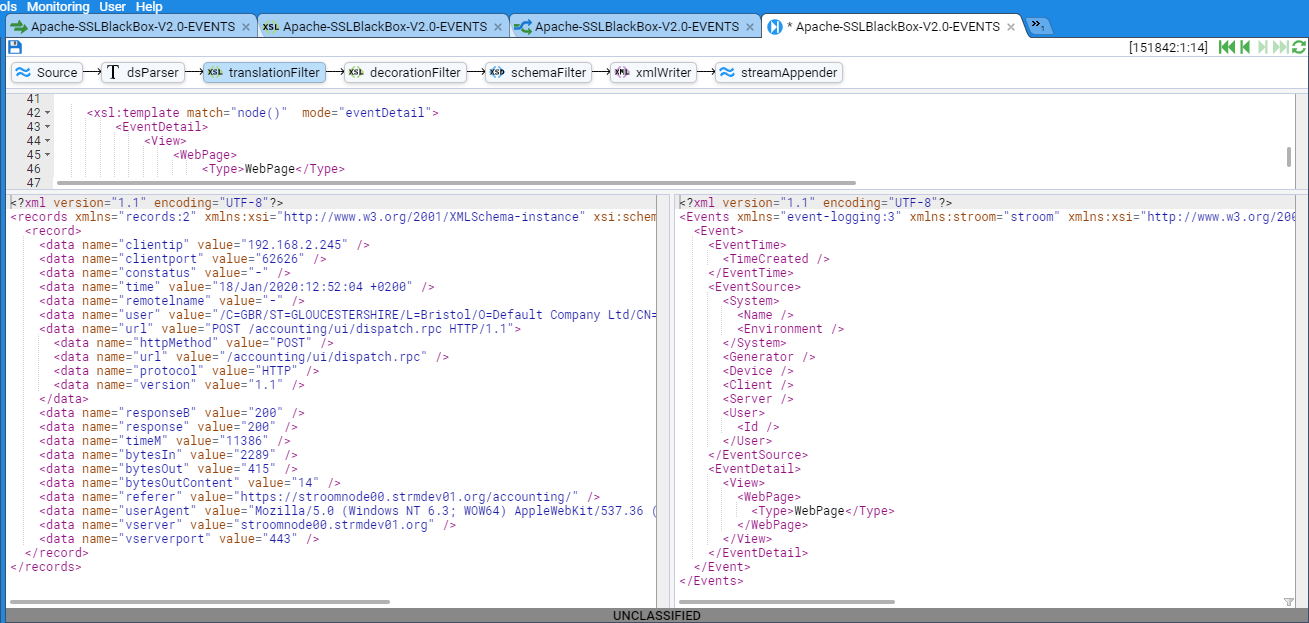 ols Monitoring User Help
Apache-SSLBlackBox-V2.0-EVENTS × XSL Apache-SSLBlackBox-V2.0-EVENTS × Apache-SSLBlackBox-V2.0-EVENTS × * Apache-SSLBlackBox-V2.0-EVENTS × » 1
[151842:1:14]
Source T dsParser XSL translationFilter XSL decorationFilter XSD schemaFilter XML xmlWriter streamAppender
41
42 <xsl:template match="node()"  mode="eventDetail">
43 <EventDetail>
44 <View>
45 <WebPage>
46 <Type>WebPage</Type>
47
<?xml version="1.1" encoding="UTF-8"?>
<records xmlns="records:2" xmlns:xsi="http://www.w3.org/2001/XMLSchema-instance" xsi:schem
<record>
<data name="clientip" value="192.168.2.245" />
<data name="clientport" value="62626" />
<data name="constatus" value="-" />
<data name="time" value="18/Jan/2020:12:52:04 +0200" />
<data name="remotelname" value="-" />
<data name="user" value="/C=GBR/ST=GLOUCESTERSHIRE/L=Bristol/O=Default Company Ltd/CN=
<data name="url" value="POST /accounting/ui/dispatch.rpc HTTP/1.1">
<data name="httpMethod" value="POST" />
<data name="url" value="/accounting/ui/dispatch.rpc" />
<data name="protocol" value="HTTP" />
<data name="version" value="1.1" />
</data>
<data name="responseB" value="200" />
<data name="response" value="200" />
<data name="timeM" value="11386" />
<data name="bytesIn" value="2289" />
<data name="bytesOut" value="415" />
<data name="bytesOutContent" value="14" />
<data name="referer" value="https://stroomnode00.strmdev01.org/accounting/" />
<data name="userAgent" value="Mozilla/5.0 (Windows NT 6.3; WOW64) AppleWebKit/537.36 (
<data name="vserver" value="stroomnode00.strmdev01.org" />
<data name="vserverport" value="443" />
</record>
</records>
<?xml version="1.1" encoding="UTF-8"?>
<Events xmlns="event-logging:3" xmlns:stroom="stroom" xmlns:xsi="http://www.w3.org/200
<Event>
<EventTime>
<TimeCreated />
</EventTime>
<EventSource>
<System>
<Name />
<Environment />
</System>
<Generator />
<Device />
<Client />
<Server />
<User>
<Id />
</User>
</EventSource>
<EventDetail>
<View>
<WebPage>
<Type>WebPage</Type>
</WebPage>
</View>
</EventDetail>
</Event>
</Events>
UNCLASSIFIED